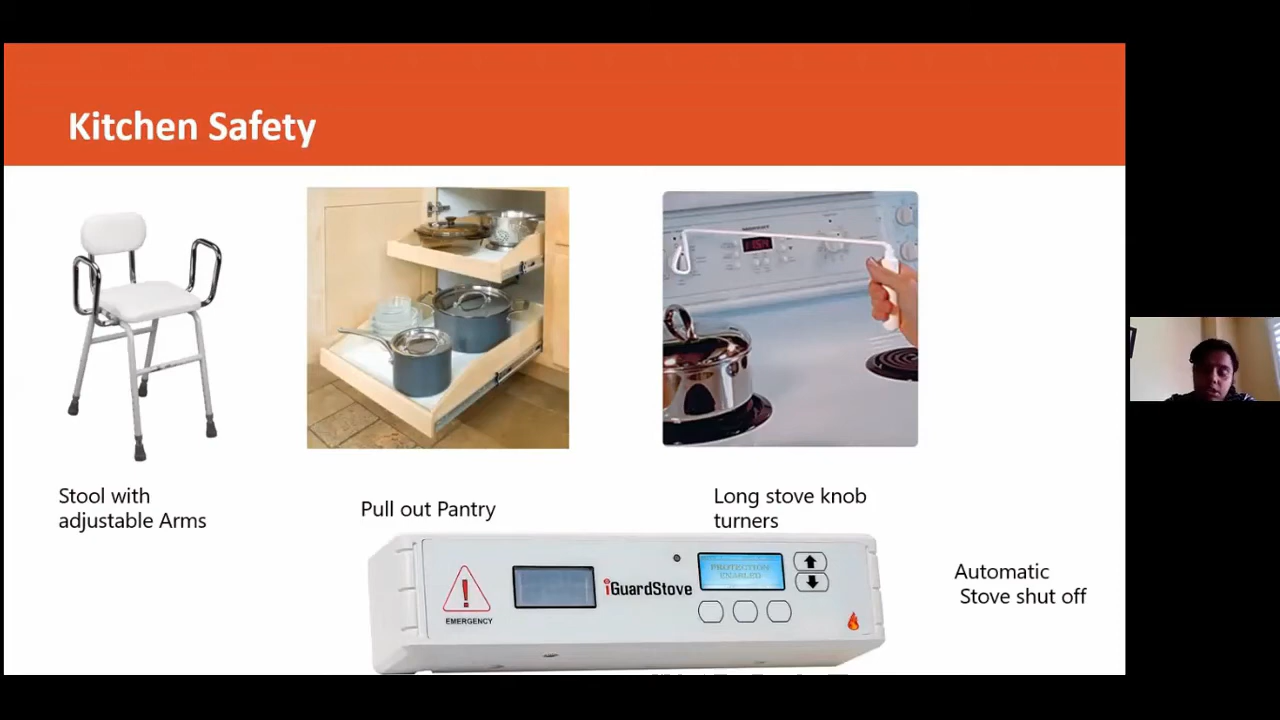 Kitchen Safety
Stool with
adjustable Arms
Pull out Pantry
Long stove knob
turners
PROTECTION
ENABLED
iGuardStove
EMERGENCY
Automatic
Stove shut off